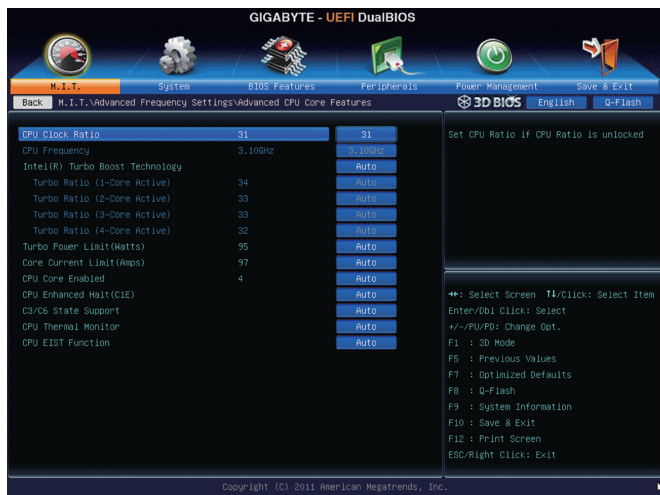 GIGABYTE - UEFI DualBIOS
M.I.T. System BIOS Features Peripherals Power Management Save & Exit
Back M.I.T.\Advanced Frequency Settings\Advanced CPU Core Features 3D BIOS English Q-Flash
CPU Clock Ratio 31 31
CPU Frequency 3.10GHz 3.10GHz
Intel(R) Turbo Boost Technology Auto
Turbo Ratio (1-Core Active) 34 Auto
Turbo Ratio (2-Core Active) 33 Auto
Turbo Ratio (3-Core Active) 33 Auto
Turbo Ratio (4-Core Active) 32 Auto
Turbo Power Limit(Watts) 95 Auto
Core Current Limit(Amps) 97 Auto
CPU Core Enabled 4 Auto
CPU Enhanced Halt(C1E) Auto
C3/C6 State Support Auto
CPU Thermal Monitor Auto
CPU EIST Function Auto
Set CPU Ratio if CPU Ratio is unlocked
→←: Select Screen ↑↓/Click: Select Item
Enter/Dbl Click: Select
+/-/PU/PD: Change Opt.
F1 : 3D Mode
F5 : Previous Values
F7 : Optimized Defaults
F8 : Q-Flash
F9 : System Information
F10 : Save & Exit
F12 : Print Screen
ESC/Right Click: Exit
Copyright (C) 2011 American Megatrends, Inc.